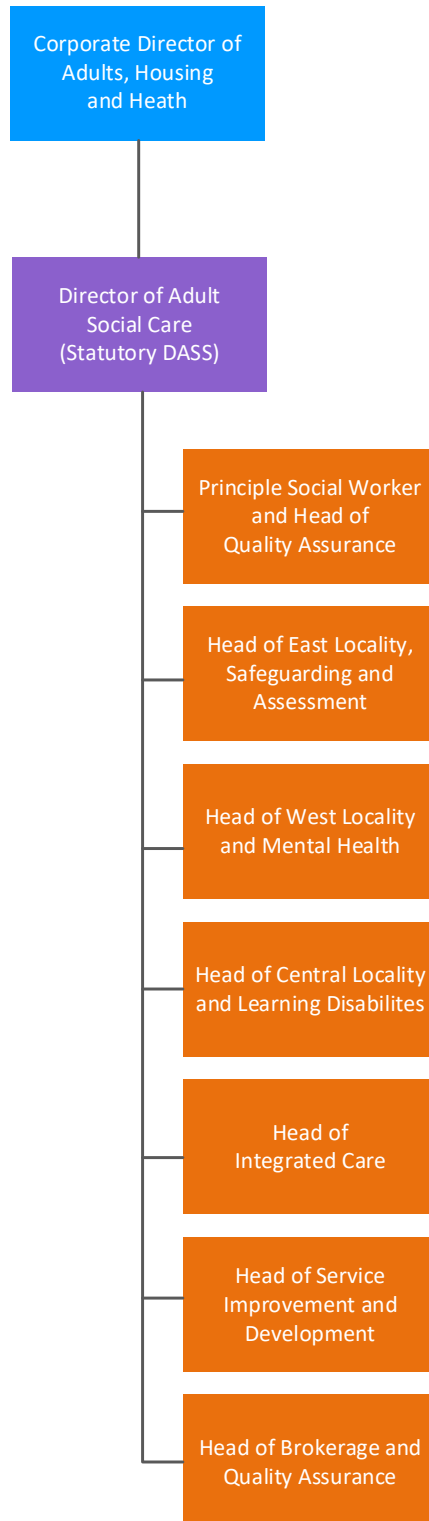 Corporate Director of
Adults, Housing
and Heath
Director of Adult
Social Care
(Statutory DASS)
Principle Social Worker
and Head of
Quality Assurance
Head of East Locality,
Safeguarding and
Assessment
Head of West Locality
and Mental Health
Head of Central Locality
and Learning Disabilites
Head of
Integrated Care
Head of Service
Improvement and
Development
Head of Brokerage and
Quality Assurance